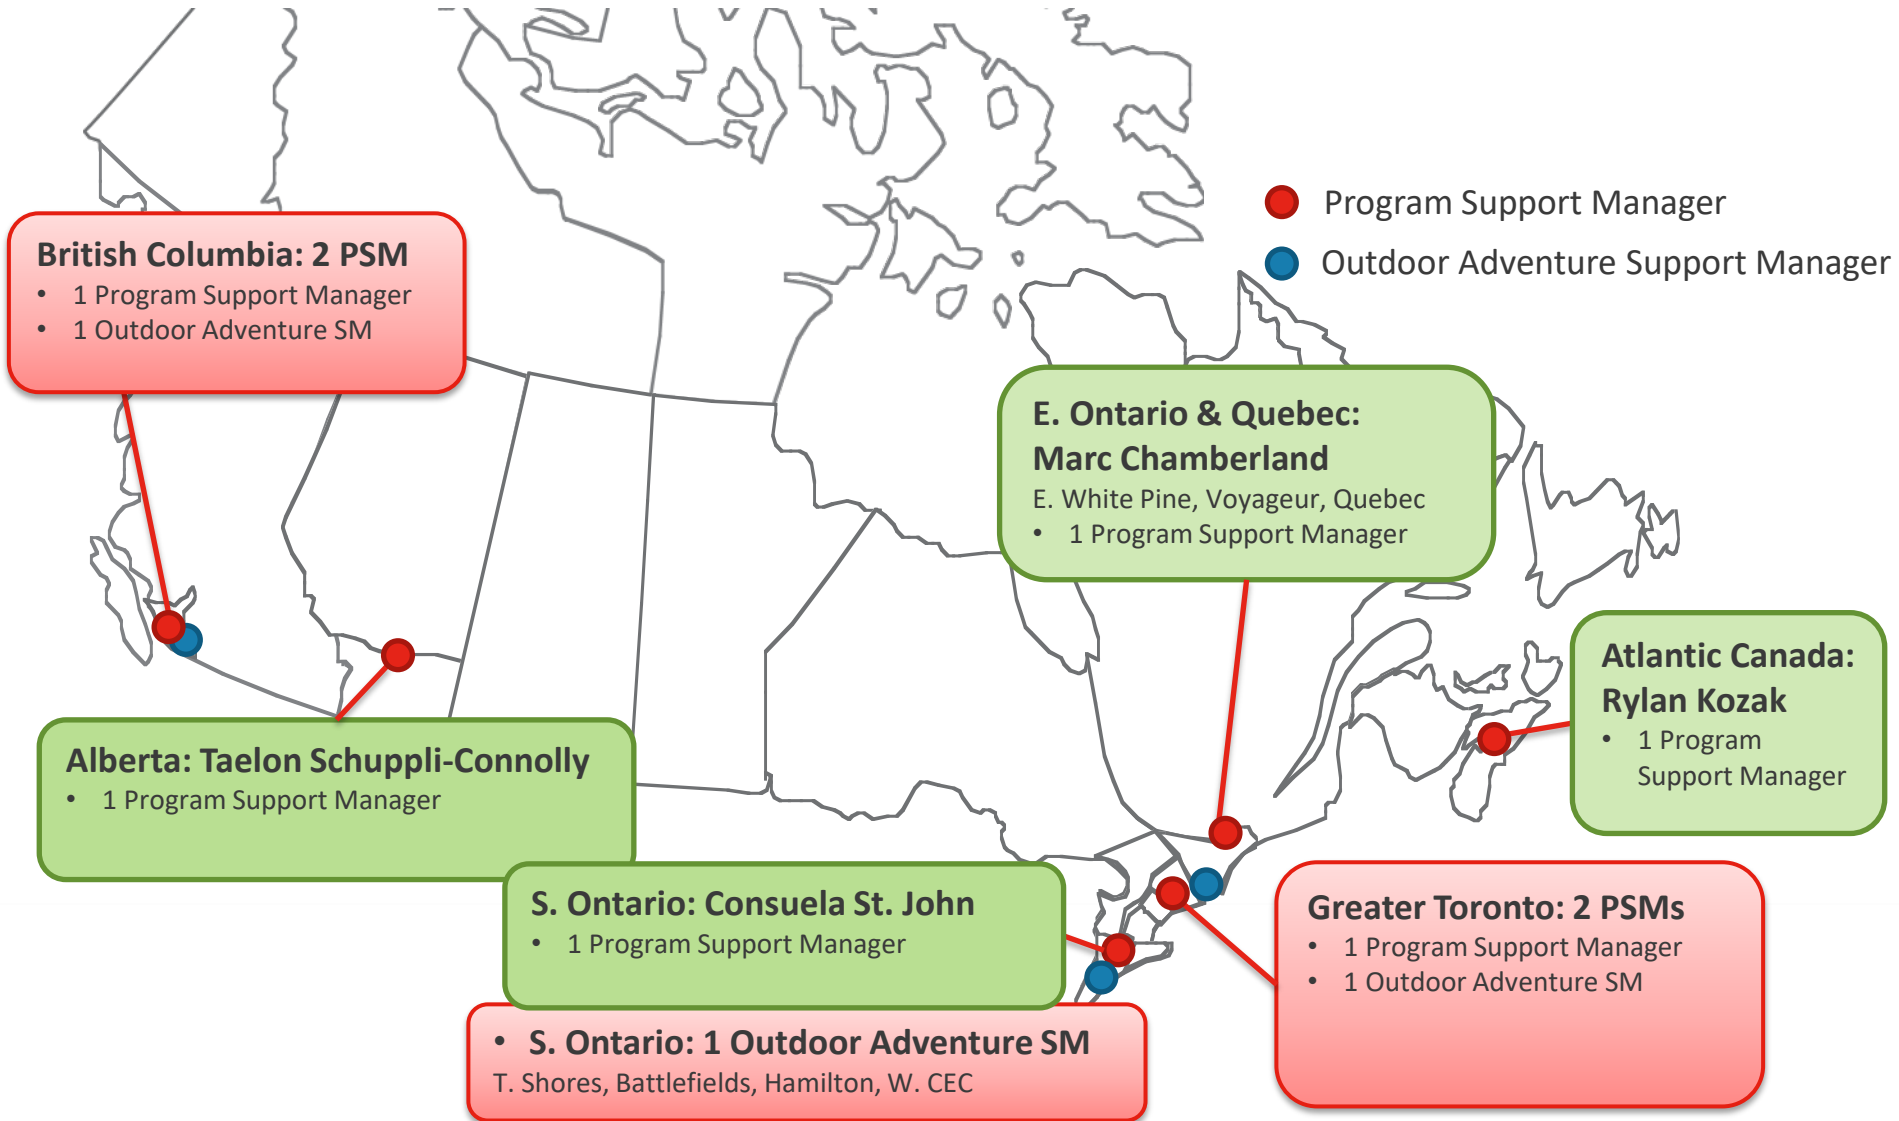 Program Support Manager
Outdoor Adventure Support Manager
British Columbia: 2 PSM
• 1 Program Support Manager
• 1 Outdoor Adventure SM
E. Ontario & Quebec:
Marc Chamberland
E. White Pine, Voyageur, Quebec
• 1 Program Support Manager
Atlantic Canada:
Rylan Kozak
• 1 Program
Support Manager
Alberta: Taelon Schuppli-Connolly
• 1 Program Support Manager
S. Ontario: Consuela St. John
• 1 Program Support Manager
Greater Toronto: 2 PSMs
• 1 Program Support Manager
• 1 Outdoor Adventure SM
• S. Ontario: 1 Outdoor Adventure SM
T. Shores, Battlefields, Hamilton, W. CEC